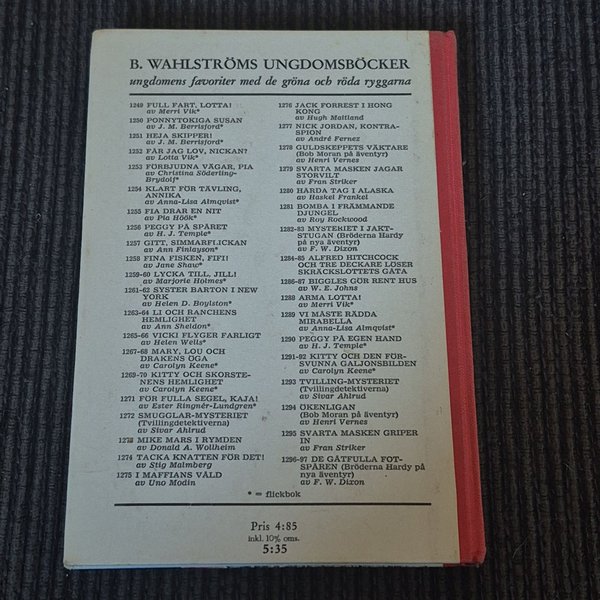 B. WAHLSTRÖMS UNGDOMSBÖCKER
ungdomens favoriter med de gröna och röda ryggarna
1249 FULL FART, LOTTA!
av Merri Vik*
1250 PONNYTOKIGA SUSAN
av J. M. Berrisford*
1251 HEJA SKIPPER!
av J. M. Berrisford*
1252 FÅR JAG LOV, NICKAN?
av Lotta Vik*
1253 FÖRBJUDNA VÄGAR, PIA
av Christina Söderling-
Brydolf*
1254 KLART FÖR TÄVLING,
ANNIKA
av Anna-Lisa Almqvist*
1255 FIA DRAR EN NIT
av Pia Höök*
1256 PEGGY PÅ SPÅRET
av H. J. Temple*
1257 GITT, SIMMARFLICKAN
av Ann Finlayson*
1258 FINA FISKEN, FIFI!
av Jane Shaw*
1259-60 LYCKA TILL, JILL!
av Marjorie Holmes*
1261-62 SYSTER BARTON I NEW
YORK
av Helen D. Boylston*
1263-64 LI OCH RANCHENS
HEMLIGHET
av Ann Sheldon*
1265-66 VICKI FLYGER FARLIGT
av Helen Wells*
1267-68 MARY, LOU OCH
DRAKENS ÖGA
av Carolyn Keene*
1269-70 KITTY OCH SKORSTE-
NENS HEMLIGHET
av Carolyn Keene*
1271 FÖR FULLA SEGEL, KAJA!
av Ester Ringnér-Lundgren*
1272 SMUGGLAR-MYSTERIET
(Tvillingdetektiverna)
av Sivar Ahlrud
1273 MIKE MARS I RYMDEN
av Donald A. Wollheim
1274 TACKA KNATTEN FÖR DET!
av Stig Malmberg
1275 I MAFFIANS VÅLD
av Uno Modin
1276 JACK FORREST I HONG
KONG
av Hugh Maitland
1277 NICK JORDAN, KONTRA-
SPION
av André Fernez
1278 GULDSKEPPETS VÄKTARE
(Bob Moran på äventyr)
av Henri Vernes
1279 SVARTA MASKEN JAGAR
STORVILT
av Fran Striker
1280 HÅRDA TAG I ALASKA
av Haskel Frankel
1281 BOMBA I FRÄMMANDE
DJUNGEL
av Roy Rockwood
1282-83 MYSTERIET I JAKT-
STUGAN (Bröderna Hardy
på nya äventyr)
av F. W. Dixon
1284-85 ALFRED HITCHCOCK
OCH TRE DECKARE LÖSER
SKRÄCKSLOTTETS GÅTA
1286-87 BIGGLES GÖR RENT HUS
av W. E. Johns
1288 ARMA LOTTA!
av Merri Vik*
1289 VI MÅSTE RÄDDA
MIRABELLA
av Anna-Lisa Almqvist*
1290 PEGGY PÅ EGEN HAND
av H. J. Temple*
1291-92 KITTY OCH DEN FÖR-
SVUNNA GALJONSBILDEN
av Carolyn Keene*
1293 TVILLING-MYSTERIET
(Tvillingdetektiverna)
av Sivar Ahlrud
1294 ÖKENLIGAN
(Bob Moran på äventyr)
av Henri Vernes
1295 SVARTA MASKEN GRIPER
IN
av Fran Striker
1296-97 DE GÅTFULLA FOT-
SPÅREN (Bröderna Hardy på
nya äventyr)
av F. W. Dixon
* = flickbok
Pris 4:85
inkl. 10% oms.
5:35